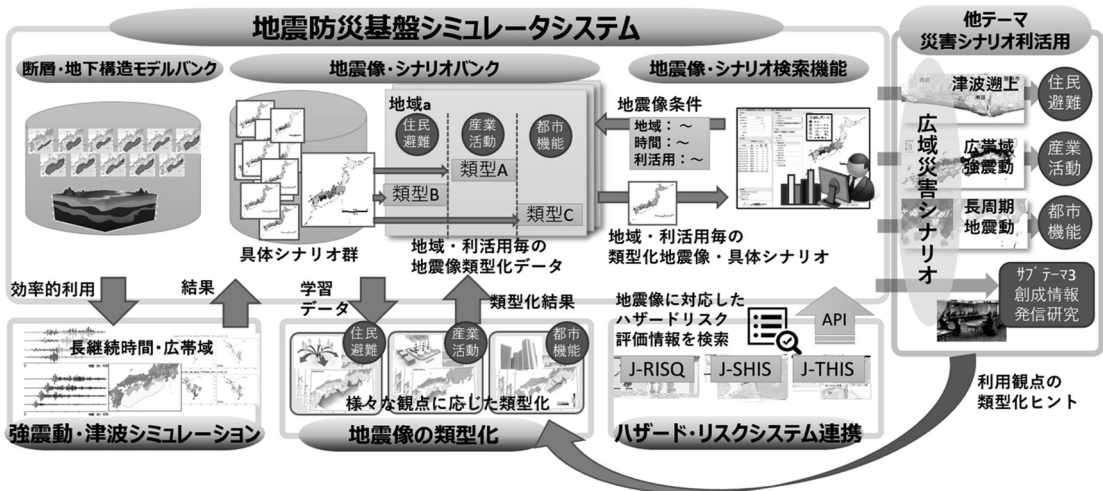 地震防災基盤シミュレータシステム
断層・地下構造モデルバンク
地震像・シナリオバンク
地域a
住民
避難
産業
活動
都市
機能
類型A
類型B
類型C
具体シナリオ群
地域・利活用毎の
地震像類型化データ
地震像・シナリオ検索機能
地震像条件
地域：～
時間：～
利活用：～
地域・利活用毎の
類型化地震像・具体シナリオ
他テーマ
災害シナリオ利活用
広域災害シナリオ
津波遡上
住民
避難
広帯域
強震動
産業
活動
長周期
地震動
都市
機能
ｻﾌﾞﾃｰﾏ3
創成情報
発信研究
効率的利用
結果
学習
データ
類型化結果
長継続時間・広帯域
強震動・津波シミュレーション
住民
避難
産業
活動
都市
機能
様々な観点に応じた類型化
地震像の類型化
地震像に対応した
ハザードリスク
評価情報を検索
API
J-RISQ
J-SHIS
J-THIS
ハザード・リスクシステム連携
利用観点の
類型化ヒント